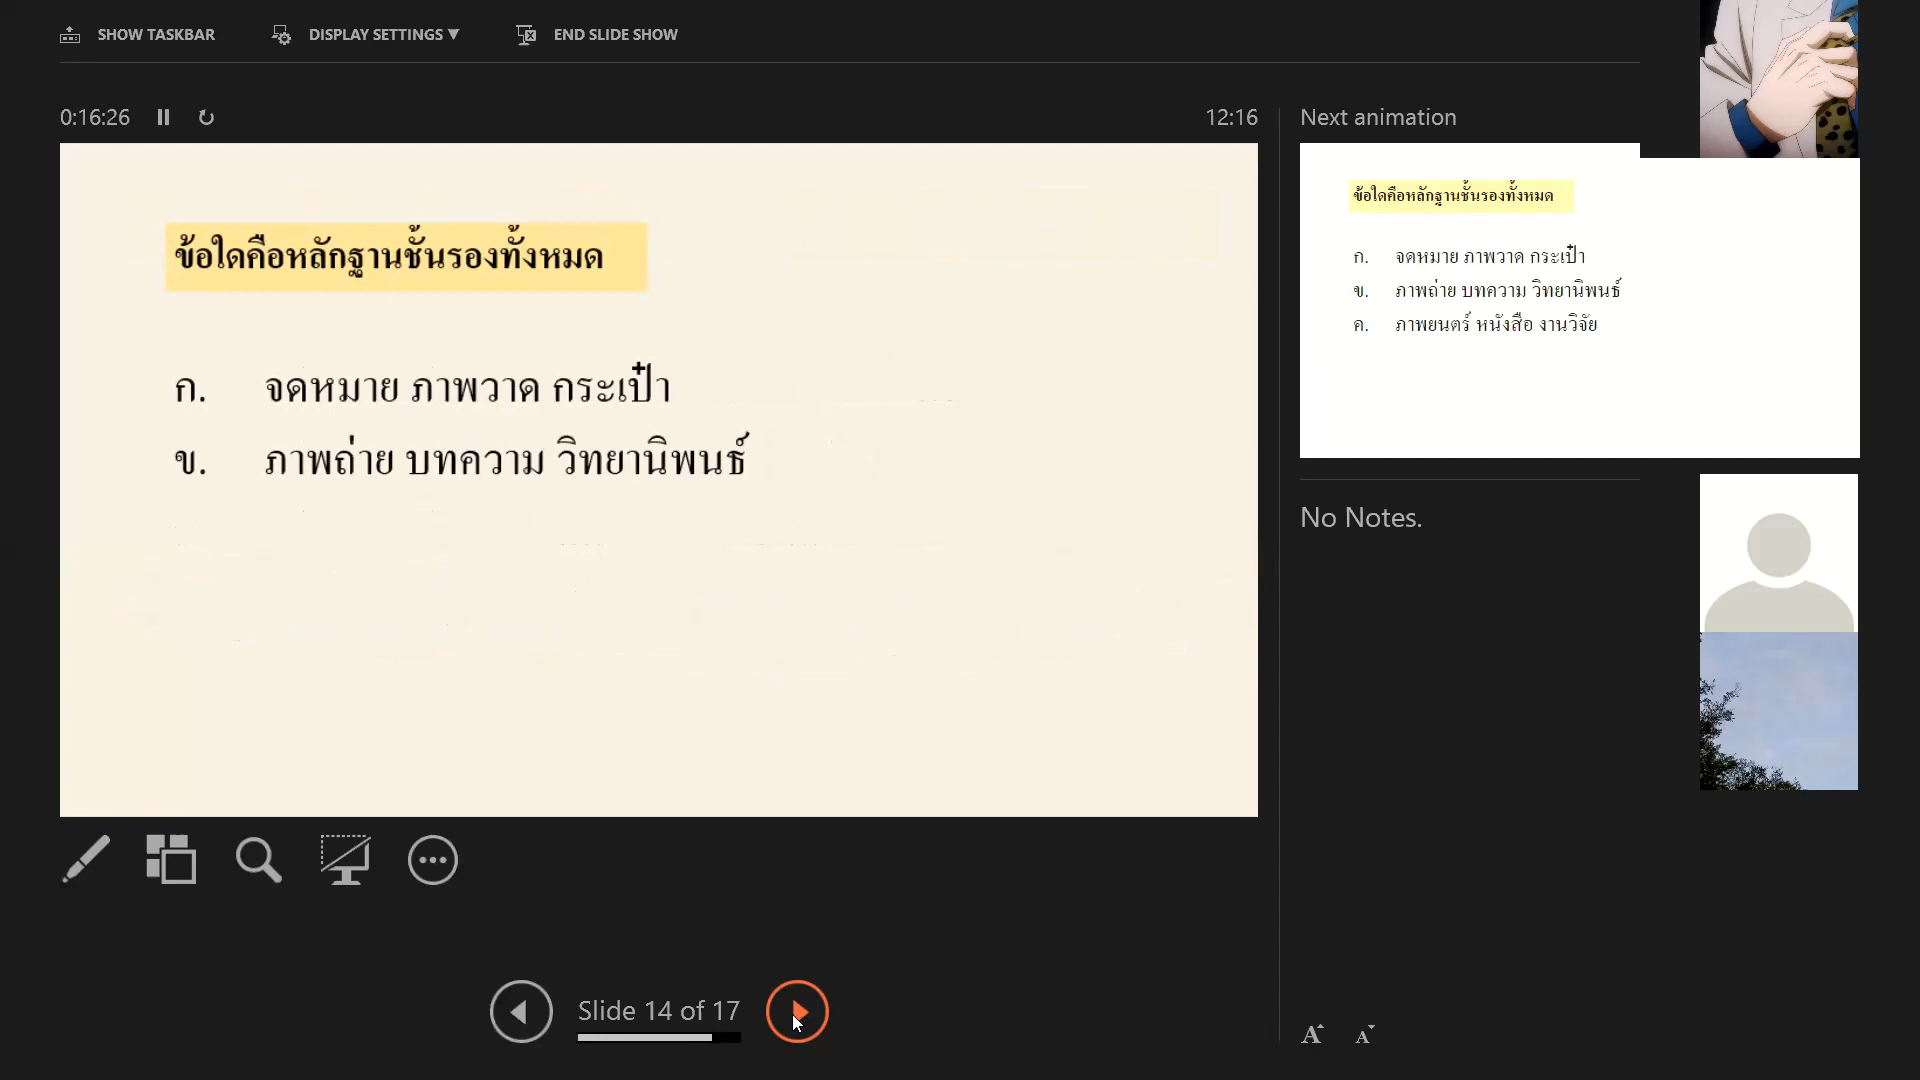 SHOW TASKBAR
DISPLAY SETTINGS ▼
END SLIDE SHOW
0:16:26
12:16
Next animation
ข้อใดคือหลักฐานชั้นรองทั้งหมด
ก. จดหมาย ภาพวาด กระเป๋า
ข. ภาพถ่าย บทความ วิทยานิพนธ์
ข้อใดคือหลักฐานชั้นรองทั้งหมด
ก. จดหมาย ภาพวาด กระเป๋า
ข. ภาพถ่าย บทความ วิทยานิพนธ์
ค. ภาพยนตร์ หนังสือ งานวิจัย
No Notes.
Slide 14 of 17
A A